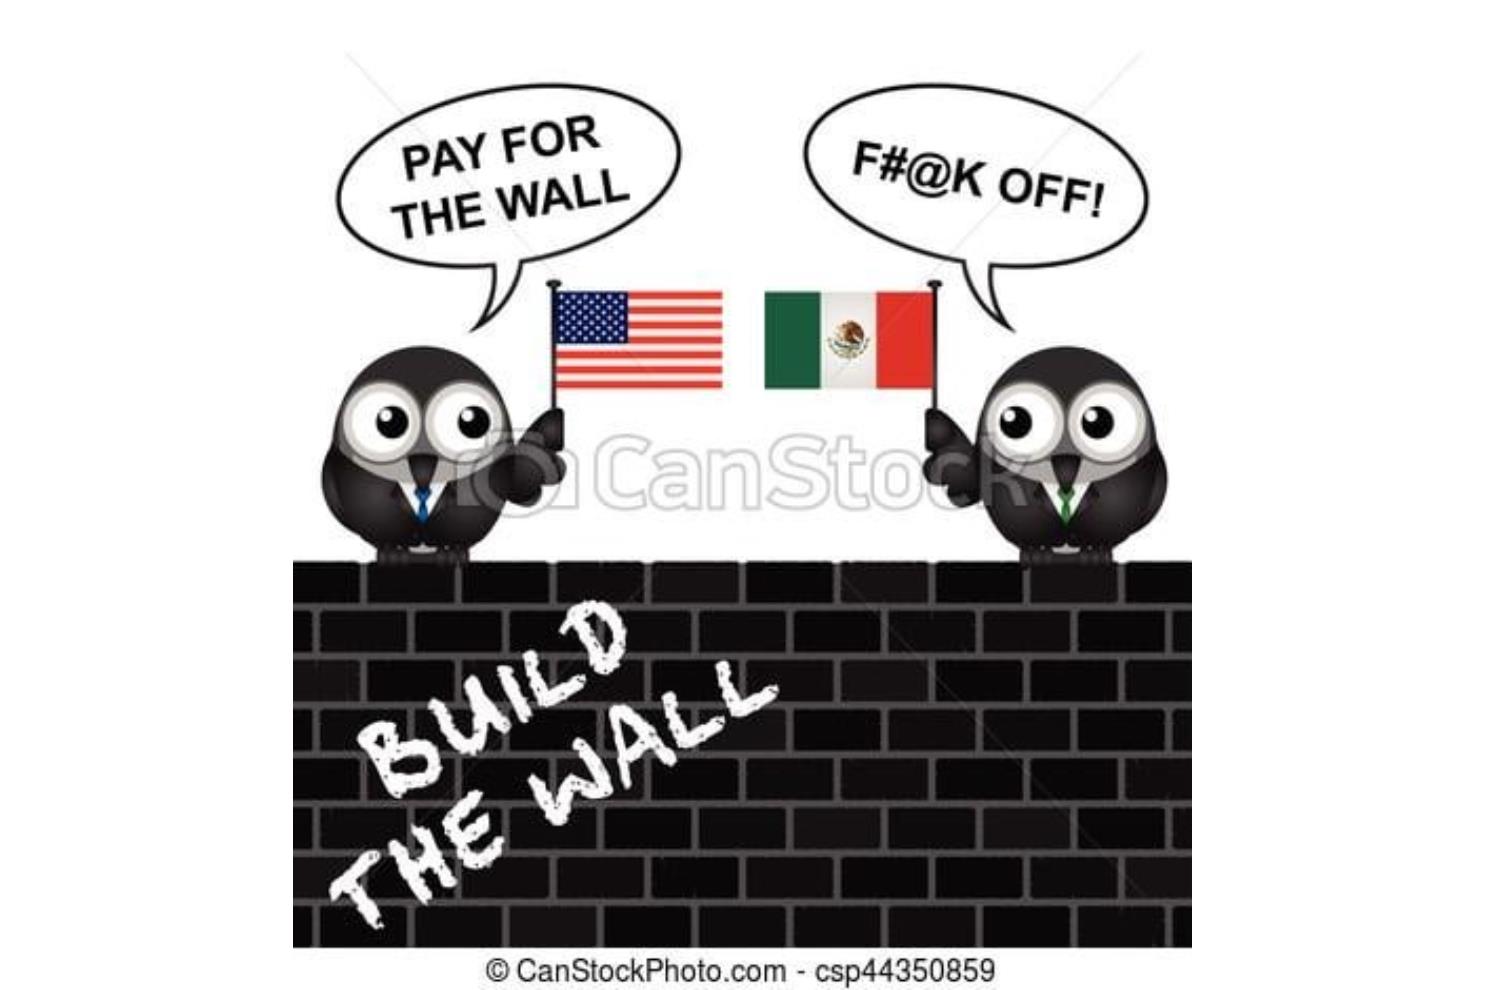 PAY FOR
THE WALL
F#@K OFF!
CanStock
BUILD
THE WALL
© CanStockPhoto.com - csp44350859